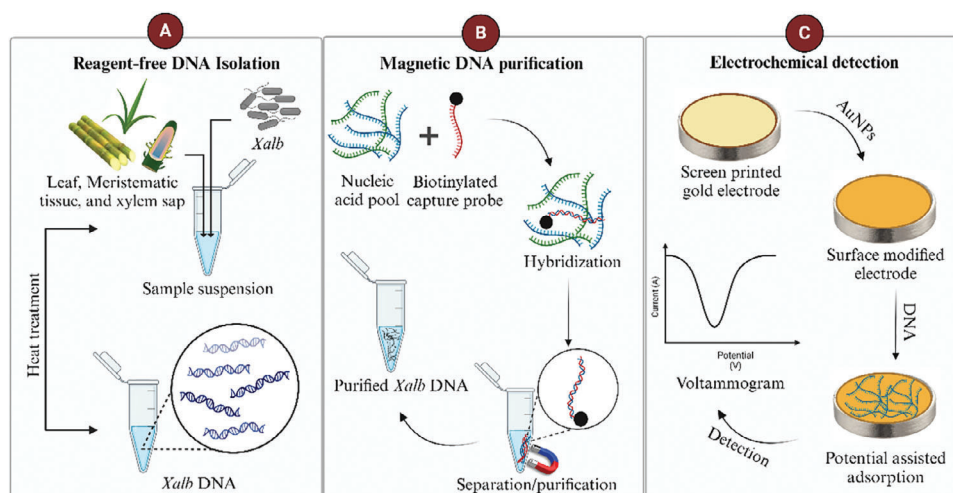 A
Reagent-free DNA Isolation
Xalb
Leaf, Meristematic
tissuc, and xylcm sap
Sample suspension
Heat treatment
Xalb DNA
B
Magnetic DNA purification
Nucleic
acid pool
Biotinylated
capture probe
Hybridization
Purified Xalb DNA
Separation/purification
C
Electrochemical detection
AuNPs
Screen printed
gold electrode
Surface modified
electrode
DNA
Current (A)
Potential
(V)
Voltammogram
Detection
Potential assisted
adsorption